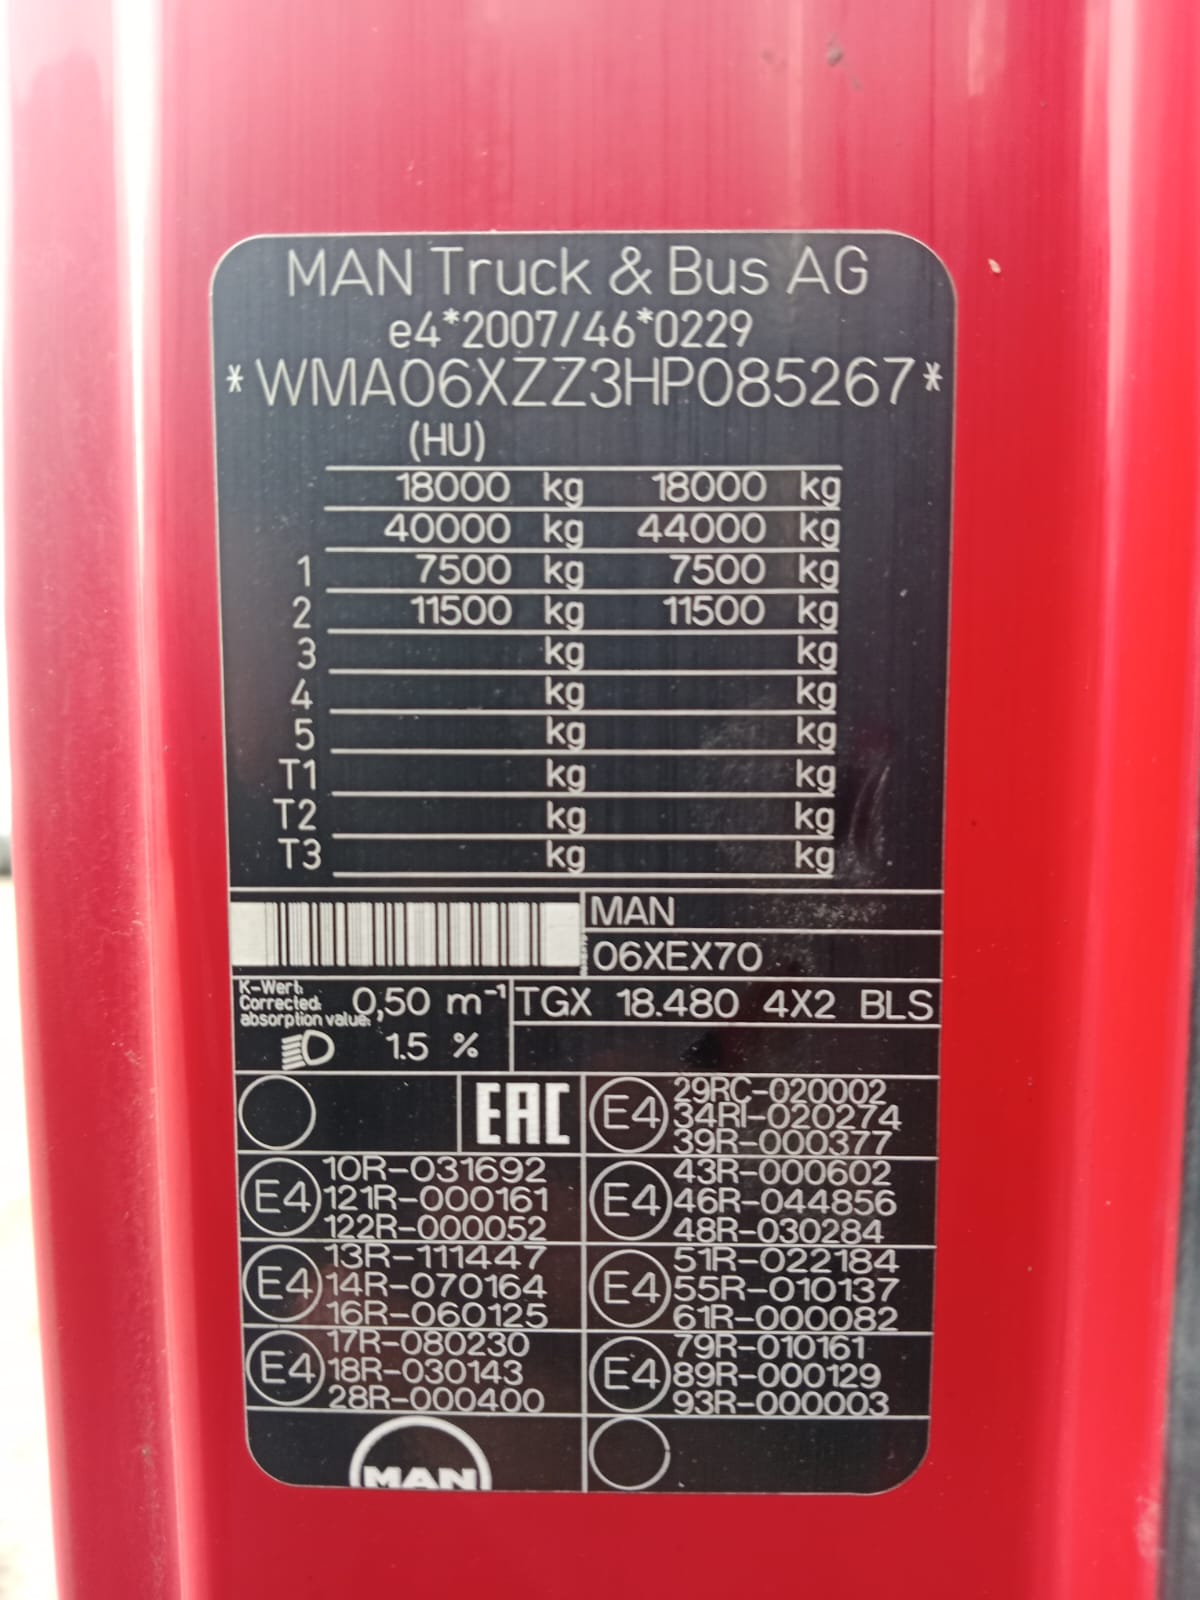 MAN Truck & Bus AG
e4*2007/46*0229
*WMA06XZZ3HP085267*
(HU)
18000 kg 18000 kg
40000 kg 44000 kg
1 7500 kg 7500 kg
2 11500 kg 11500 kg
3 kg kg
4 kg kg
5 kg kg
T1 kg kg
T2 kg kg
T3 kg kg
MAN
06XEX70
K-Wert:
Corrected:
absorption value:
0,50 m⁻¹
TGX 18.480 4X2 BLS
1.5 %
EAC
E4
29RC-020002
34RI-020274
39R-000377
E4
10R-031692
121R-000161
122R-000052
E4
43R-000602
46R-044856
48R-030284
E4
13R-111447
14R-070164
16R-060125
E4
51R-022184
55R-010137
61R-000082
E4
17R-080230
18R-030143
28R-000400
E4
79R-010161
89R-000129
93R-000003
MAN